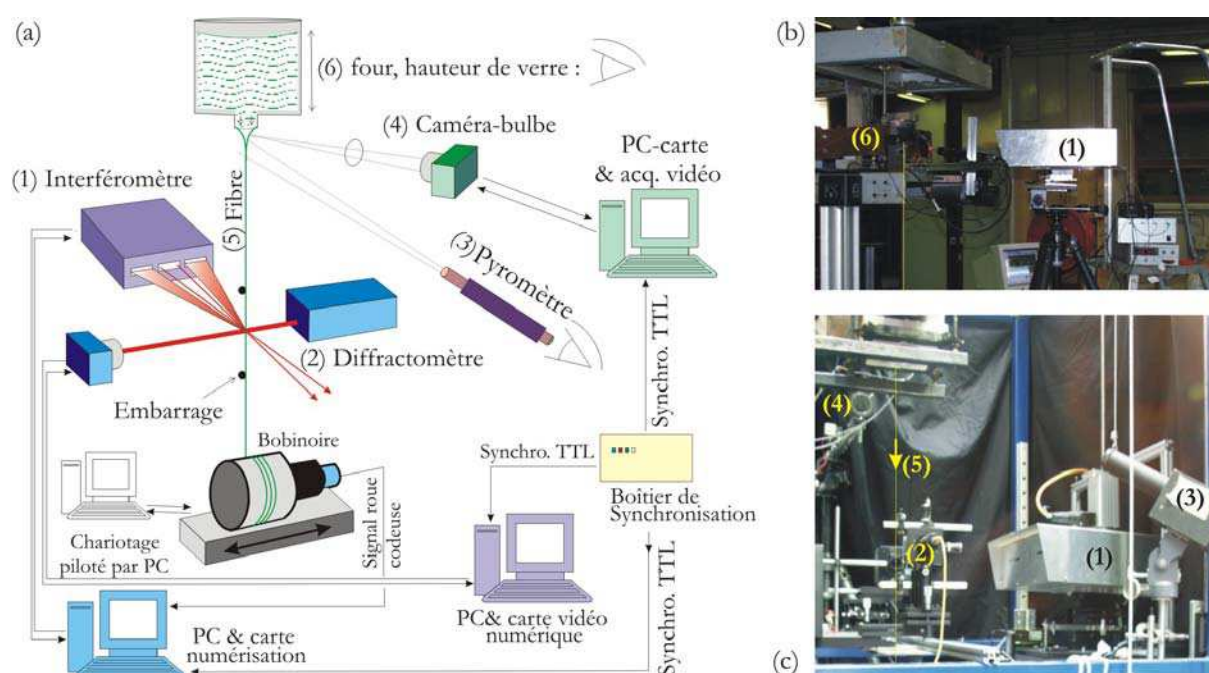 (a)
(6) four, hauteur de verre :
(4) Caméra-bulbe
PC-carte
& acq. vidéo
(1) Interféromètre
(5) Fibre
(3) Pyromètre
(2) Diffractomètre
Embarrage
Synchro. TTL
Bobinoire
Synchro. TTL
Boîtier de
Synchronisation
Signal roue
codeuse
Chariotage
piloté par PC
PC& carte vidéo
numérique
Synchro. TTL
PC & carte
numérisation
(b)
(6)
(1)
(4)
(5)
(3)
(2)
(1)
(c)